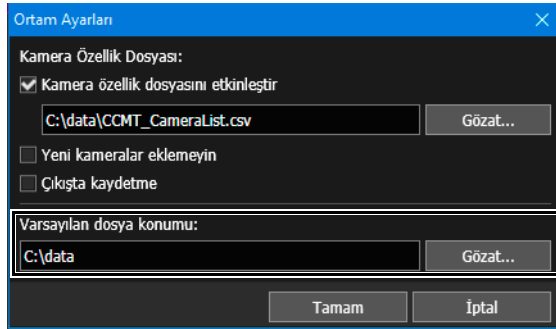 Ortam Ayarları
Kamera Özellik Dosyası:
Kamera özellik dosyasını etkinleştir
C:\data\CCMT_CameraList.csv Gözat...
Yeni kameralar eklemeyin
Çıkışta kaydetme
Varsayılan dosya konumu:
C:\data Gözat...
Tamam İptal